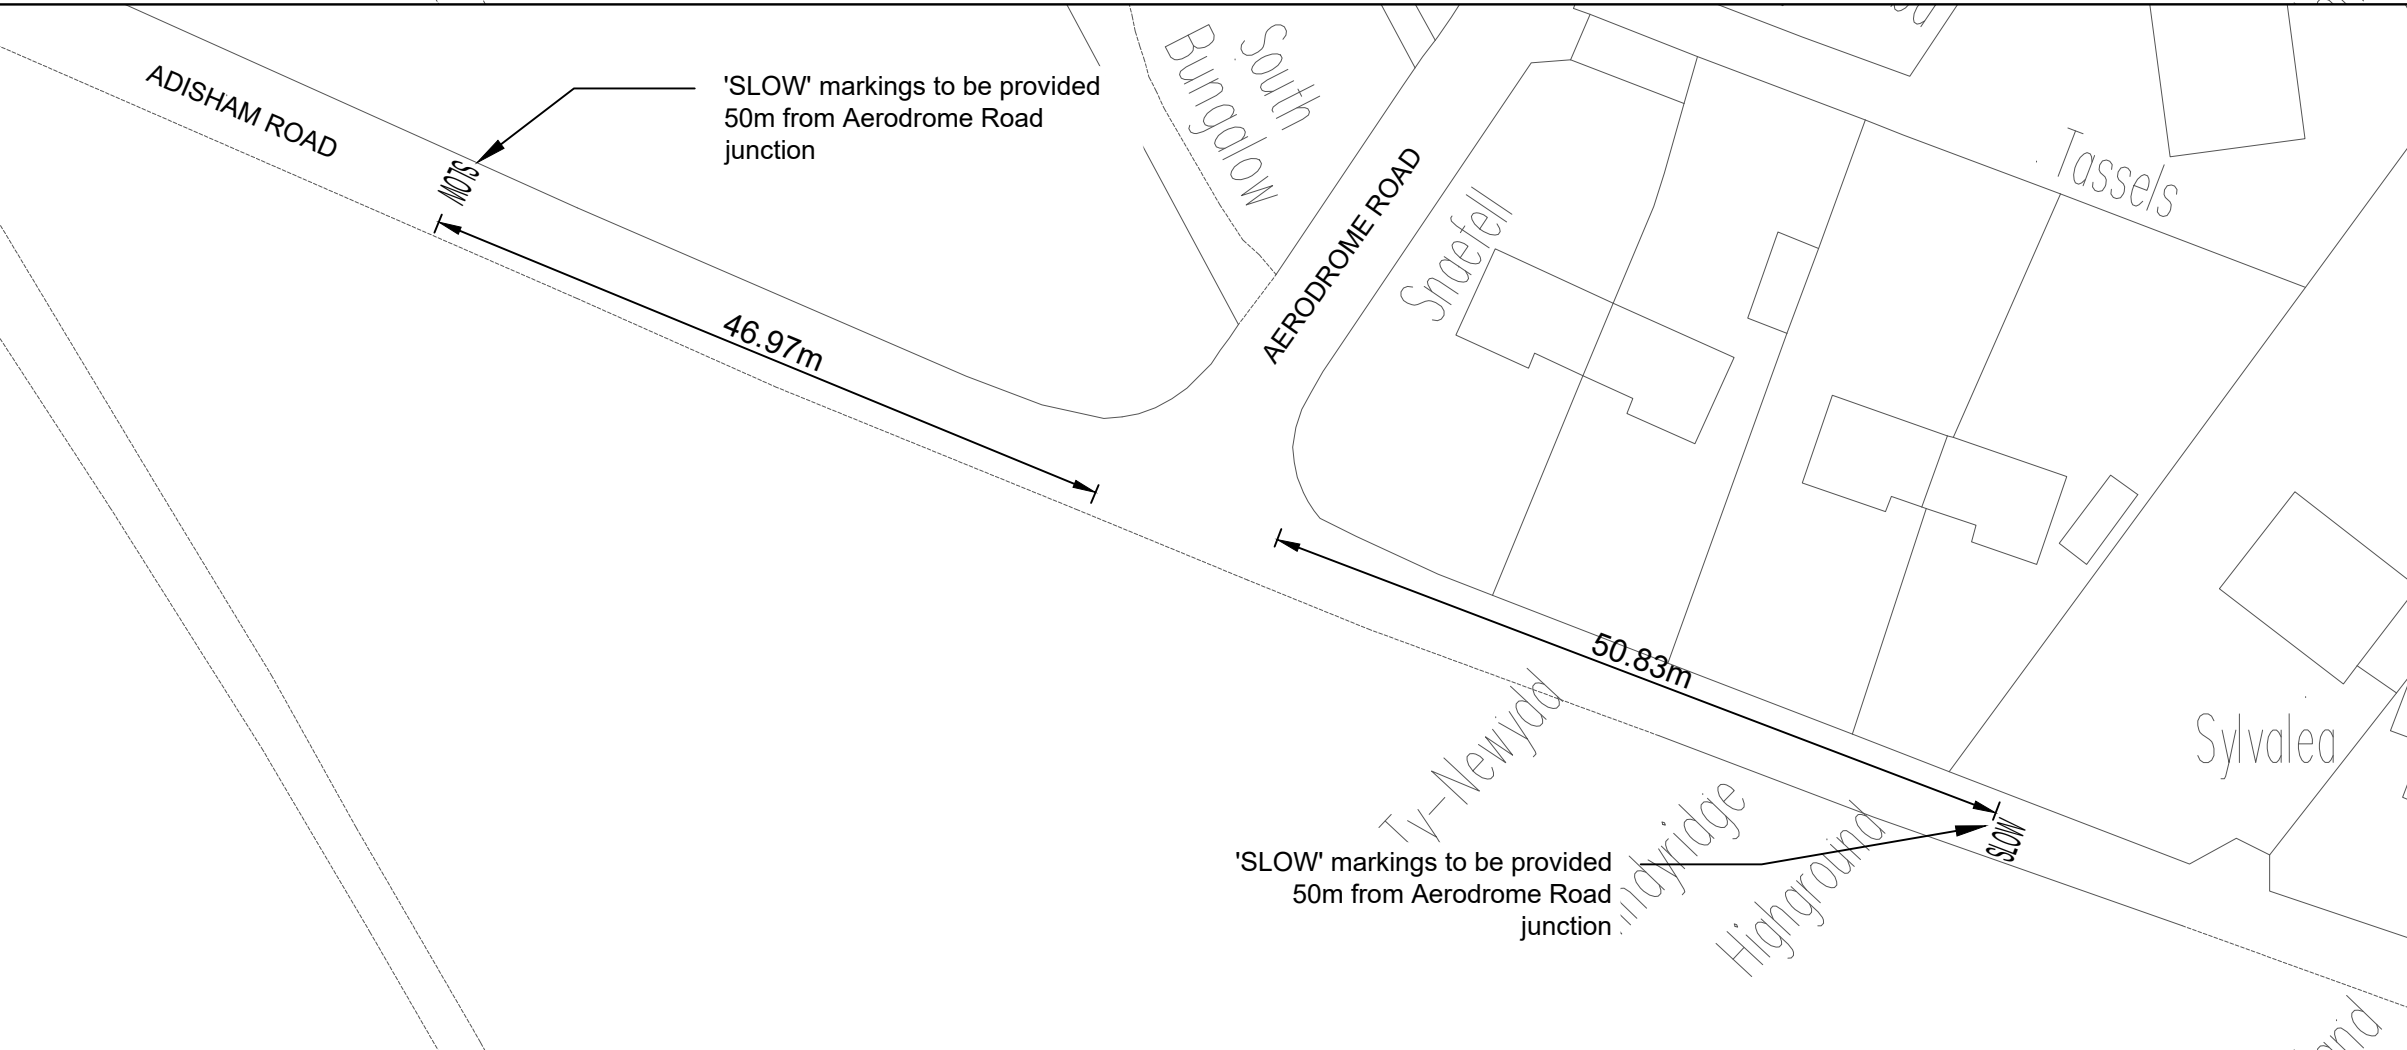 ADISHAM ROAD
'SLOW' markings to be provided
50m from Aerodrome Road
junction
SLOW
South
Bungalow
AERODROME ROAD
Snaefell
Tassels
46.97m
50.83m
Sylvalea
Ty-Newydd
Highground
'SLOW' markings to be provided
50m from Aerodrome Road
junction
SLOW